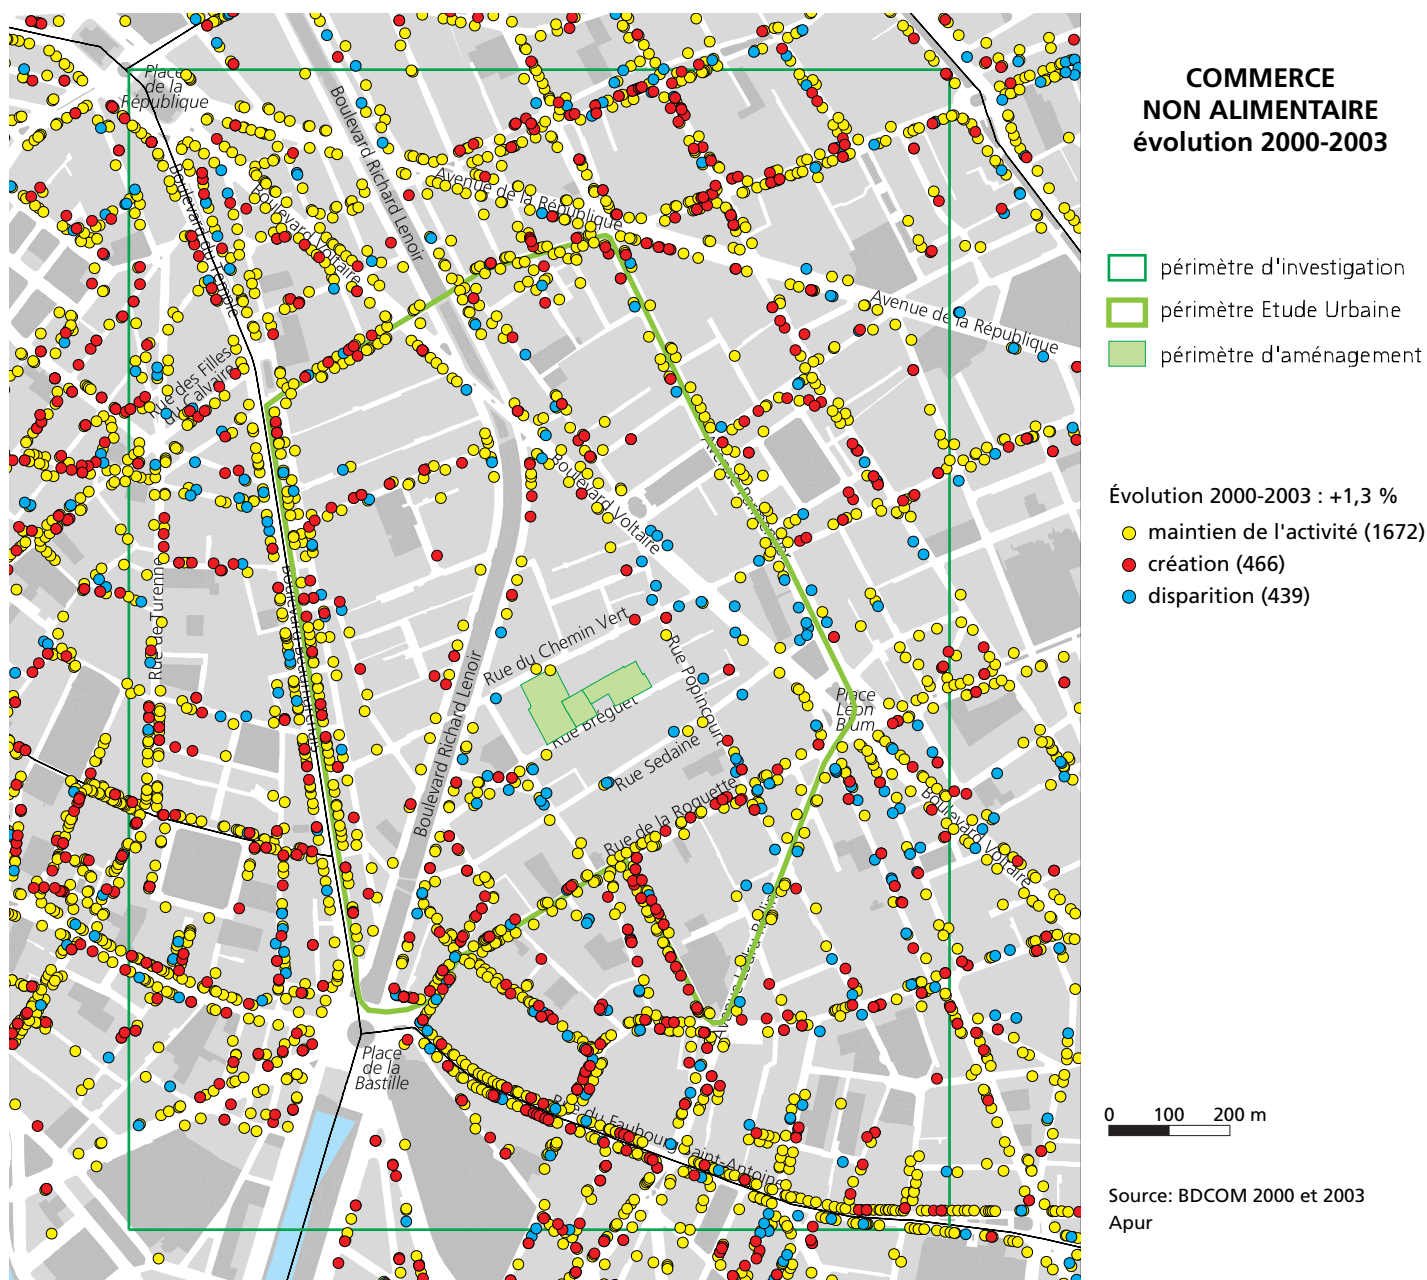 COMMERCE
NON ALIMENTAIRE
évolution 2000-2003
périmètre d'investigation
périmètre Etude Urbaine
périmètre d'aménagement
Évolution 2000-2003 : +1,3 %
maintien de l'activité (1672)
création (466)
disparition (439)
0 100 200 m
Source: BDCOM 2000 et 2003
Apur
Place
de la
République
Boulevard Richard Lenoir
Boulevard du Temple
Boulevard Voltaire
Avenue de la République
Avenue de la République
Rue des Filles
du Calvaire
Boulevard Voltaire
Rue de Turenne
Rue du Chemin Vert
Rue Popincourt
Rue Bréguet
Rue Sedaine
Boulevard Richard Lenoir
Rue de la Roquette
Place
Léon
Blum
Boulevard Voltaire
Place
de la
Bastille
Rue du Faubourg Saint-Antoine